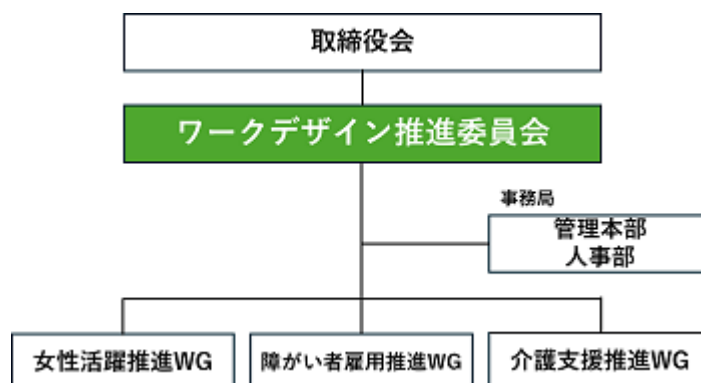 取締役会
ワークデザイン推進委員会
事務局
管理本部
人事部
女性活躍推進WG
障がい者雇用推進WG
介護支援推進WG